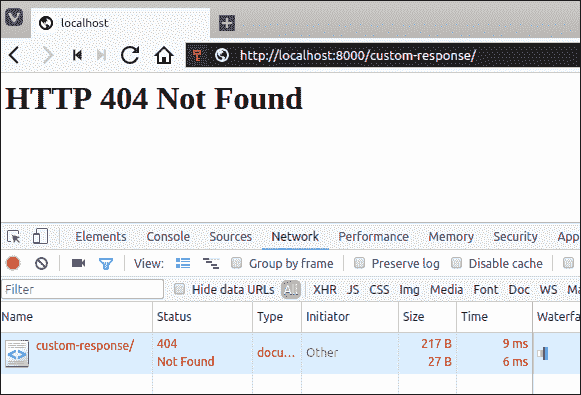 localhost
http://localhost:8000/custom-response/
HTTP 404 Not Found
Elements Console Sources Network Performance Memory Security App
View: Group by frame Preserve log Disable cache
Filter Hide data URLs All XHR JS CSS Img Media Font Doc WS Ma
Name Status Type Initiator Size Time Waterfa
custom-response/ 404 docu... Other 217 B 9 ms
Not Found 27 B 6 ms